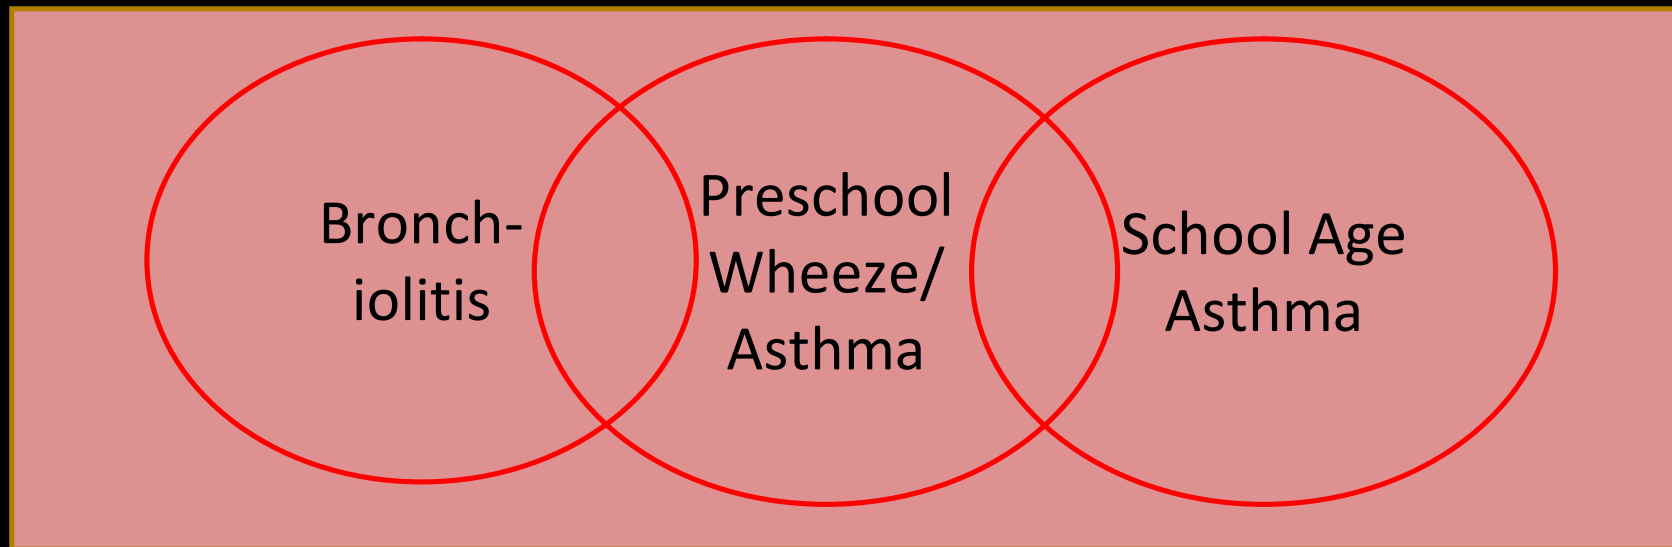 Bronch-
iolitis
Preschool
Wheeze/
Asthma
School Age
Asthma